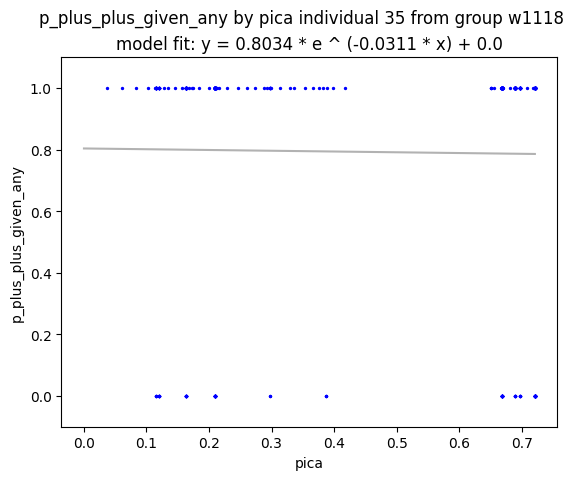 p_plus_plus_given_any by pica individual 35 from group w1118
model fit: y = 0.8034 * e ^ (-0.0311 * x) + 0.0
p_plus_plus_given_any
1.0
0.8
0.6
0.4
0.2
0.0
0.0 0.1 0.2 0.3 0.4 0.5 0.6 0.7
pica